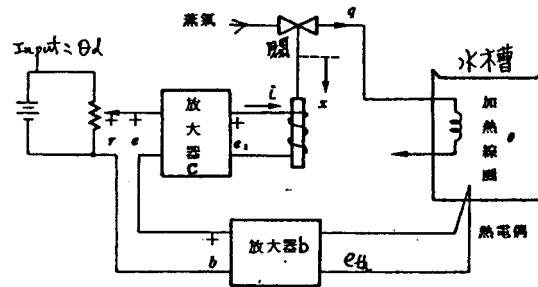 蒸氣
q
閥
Input = θd
水槽
i
x
放大器C
加熱線圈
θ
+
r
+
e
+
e₁
熱電偶
+
b
放大器b
eth